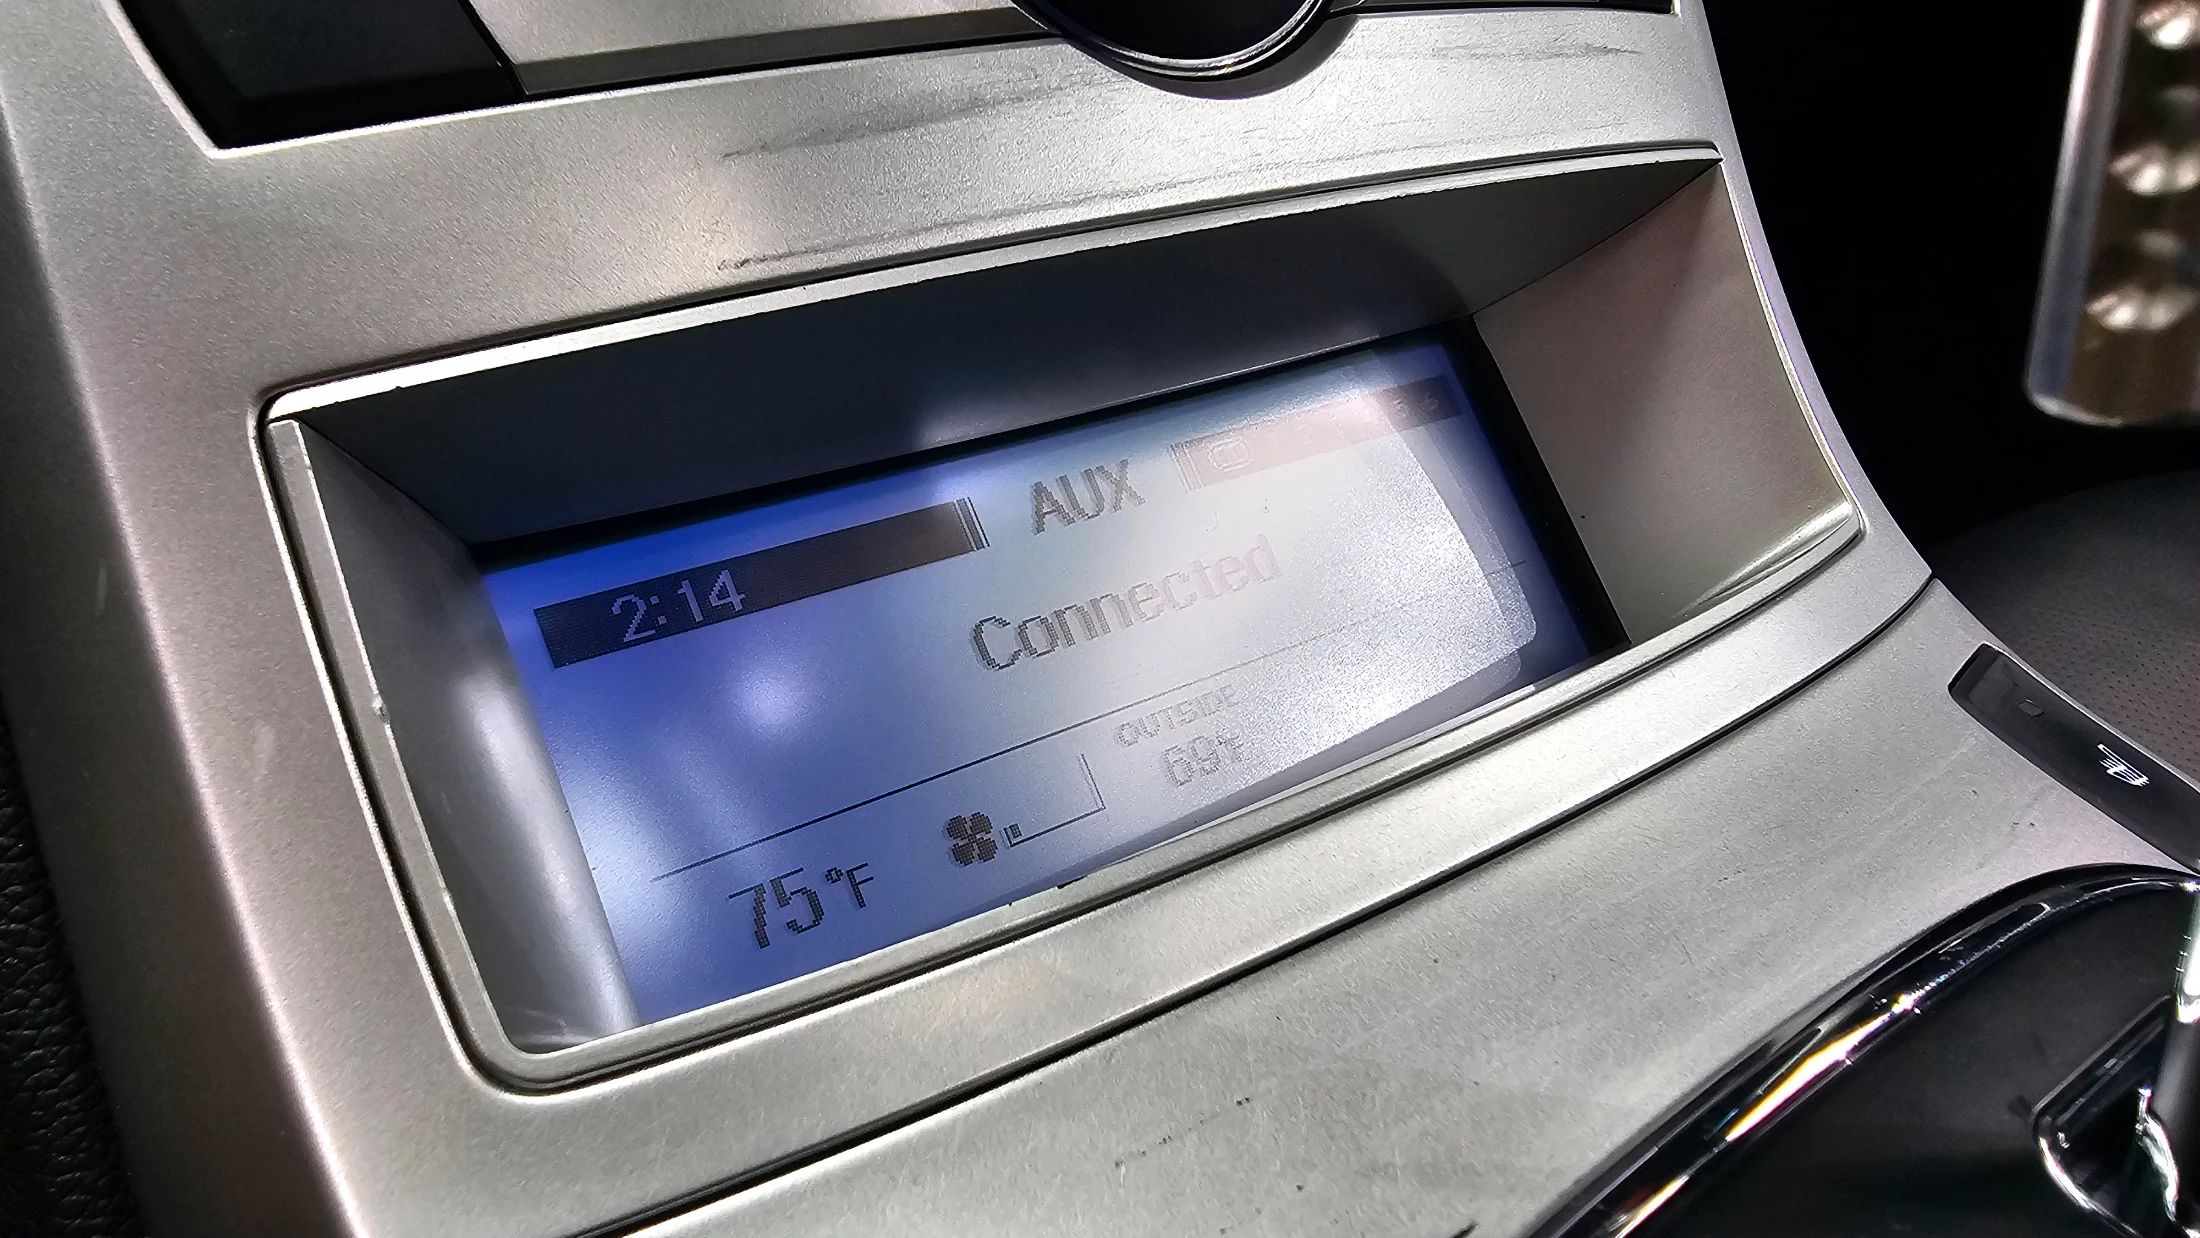 2:14
AUX
Connected
OUTSIDE
75°F
69°F